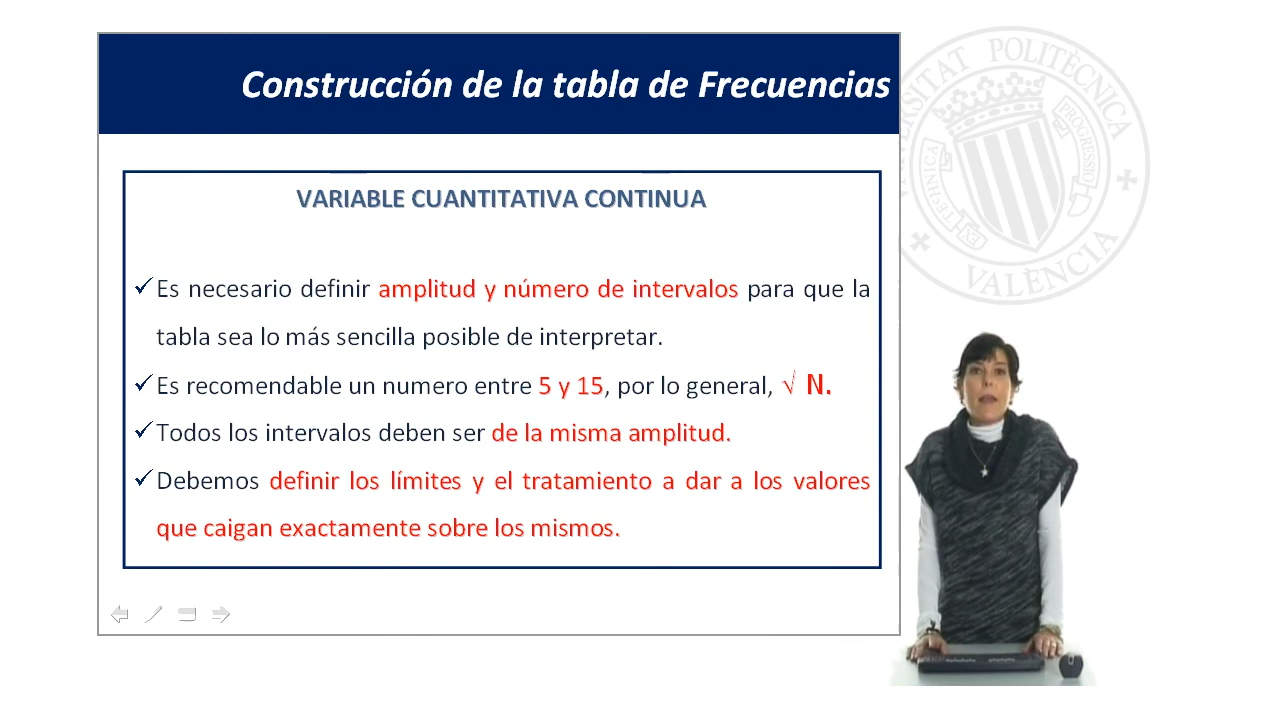 Construcción de la tabla de Frecuencias
VARIABLE CUANTITATIVA CONTINUA
✓Es necesario definir amplitud y número de intervalos para que la
tabla sea lo más sencilla posible de interpretar.
✓Es recomendable un numero entre 5 y 15, por lo general, √ N.
✓Todos los intervalos deben ser de la misma amplitud.
✓Debemos definir los límites y el tratamiento a dar a los valores
que caigan exactamente sobre los mismos.
POLITÈCNICA
VALÈNCIA
EX TECHNICA
PROGRESSIO